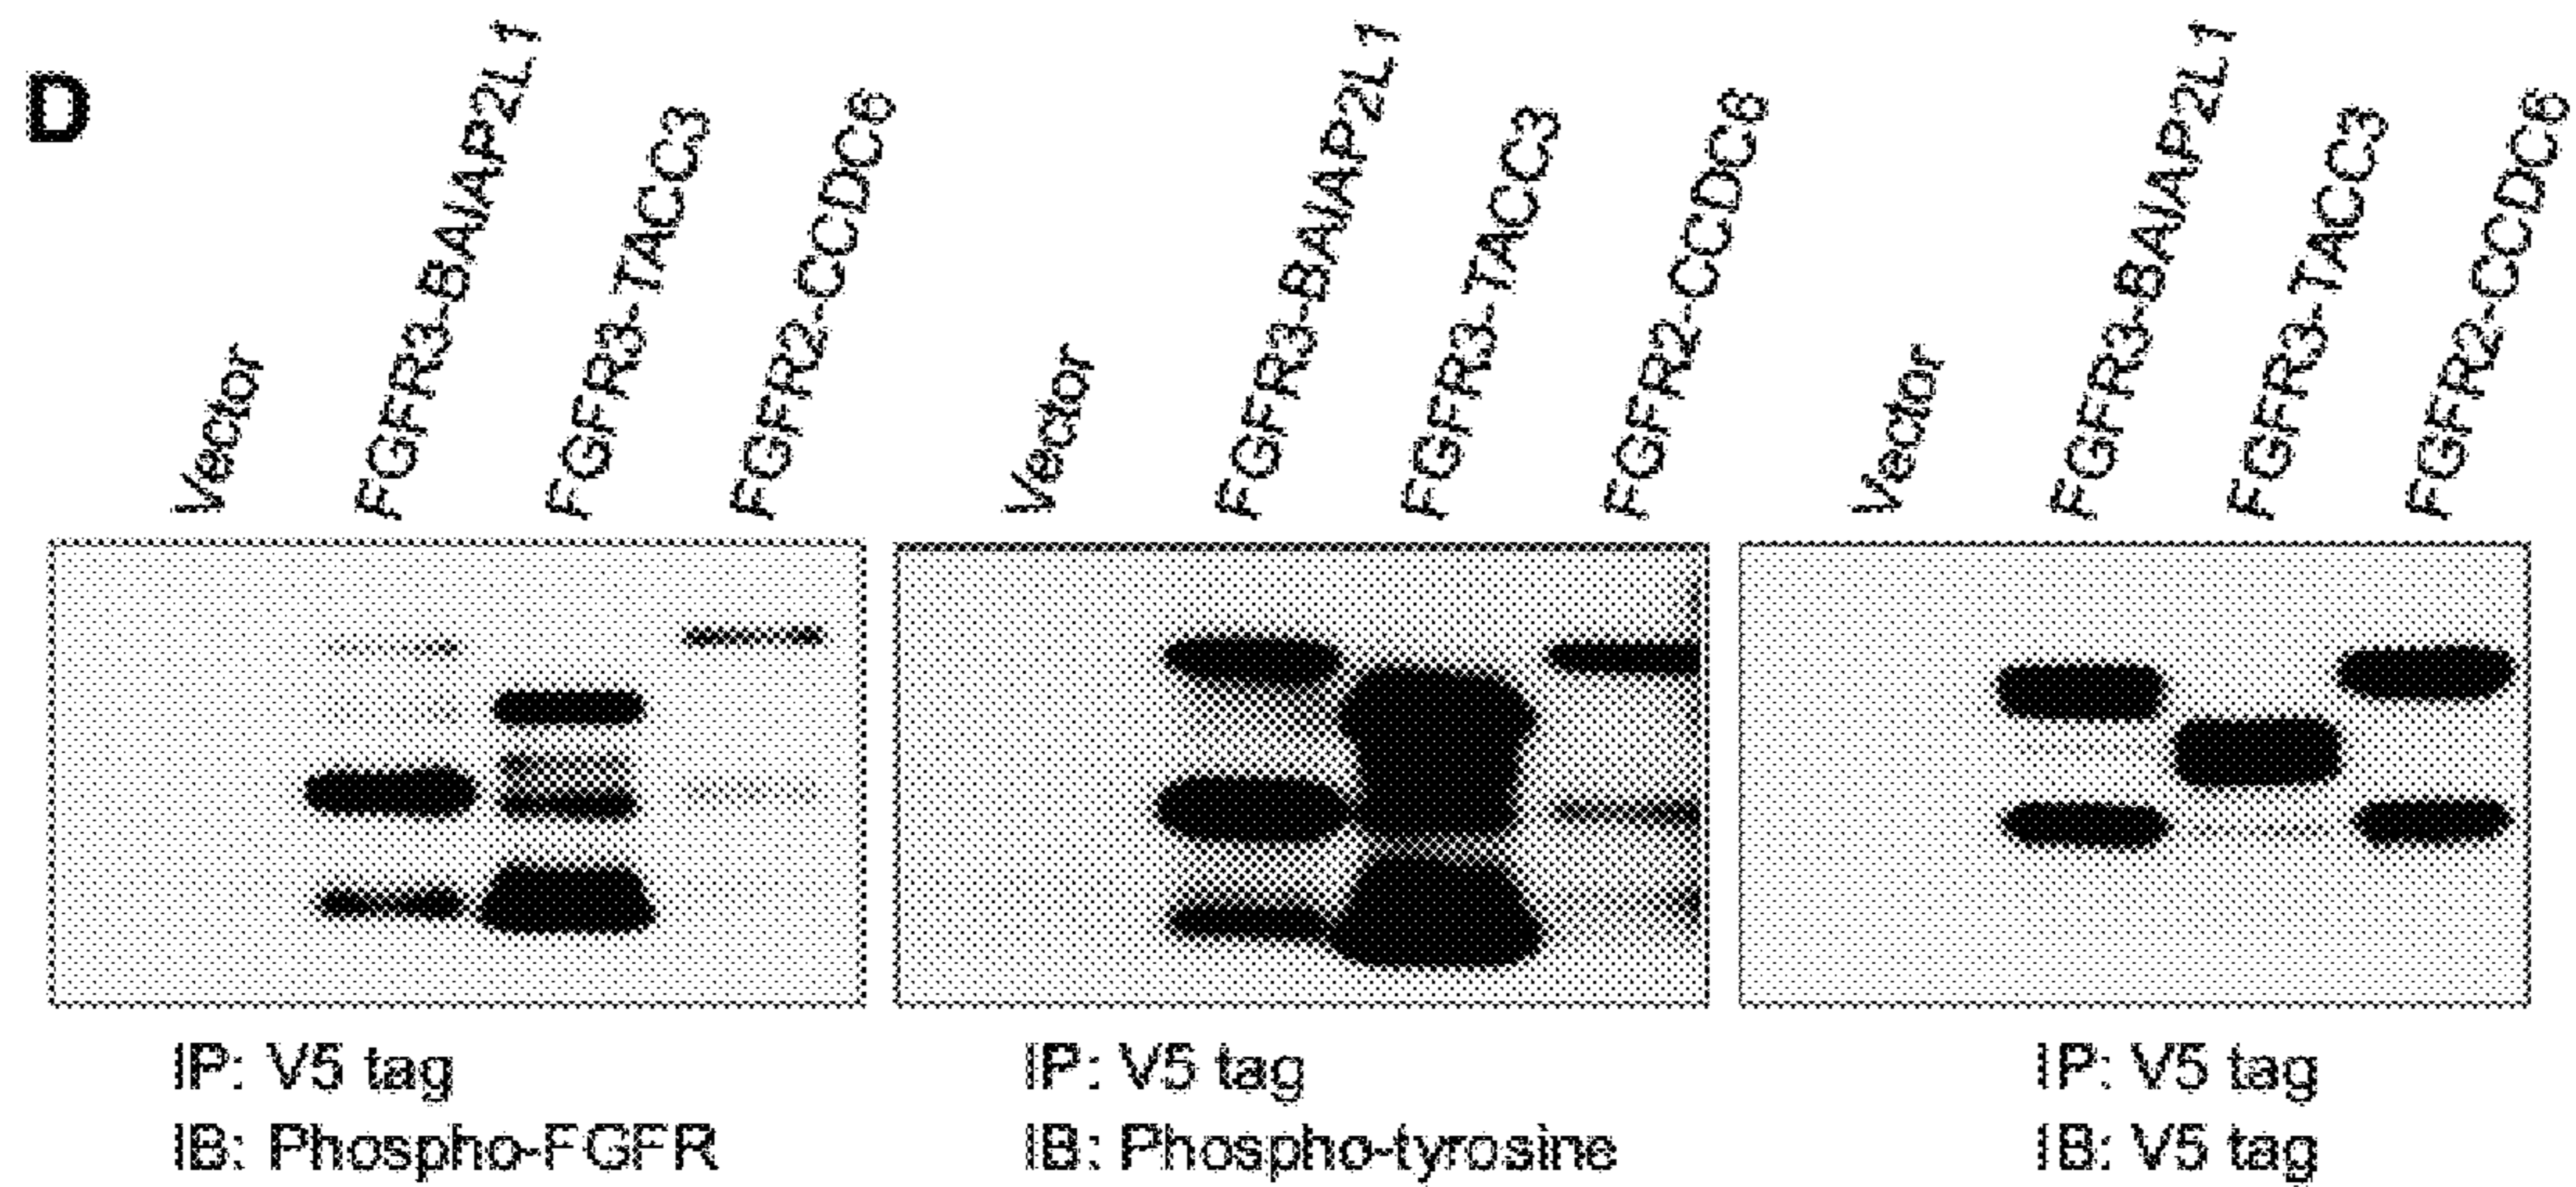 D
Vector
FGFR3-BAIAP2L1
FGFR3-TACC3
FGFR2-CCDC6
Vector
FGFR3-BAIAP2L1
FGFR3-TACC3
FGFR2-CCDC6
Vector
FGFR3-BAIAP2L1
FGFR3-TACC3
FGFR2-CCDC6
IP: V5 tag
IB: Phospho-FGFR
IP: V5 tag
IB: Phospho-tyrosine
IP: V5 tag
IB: V5 tag